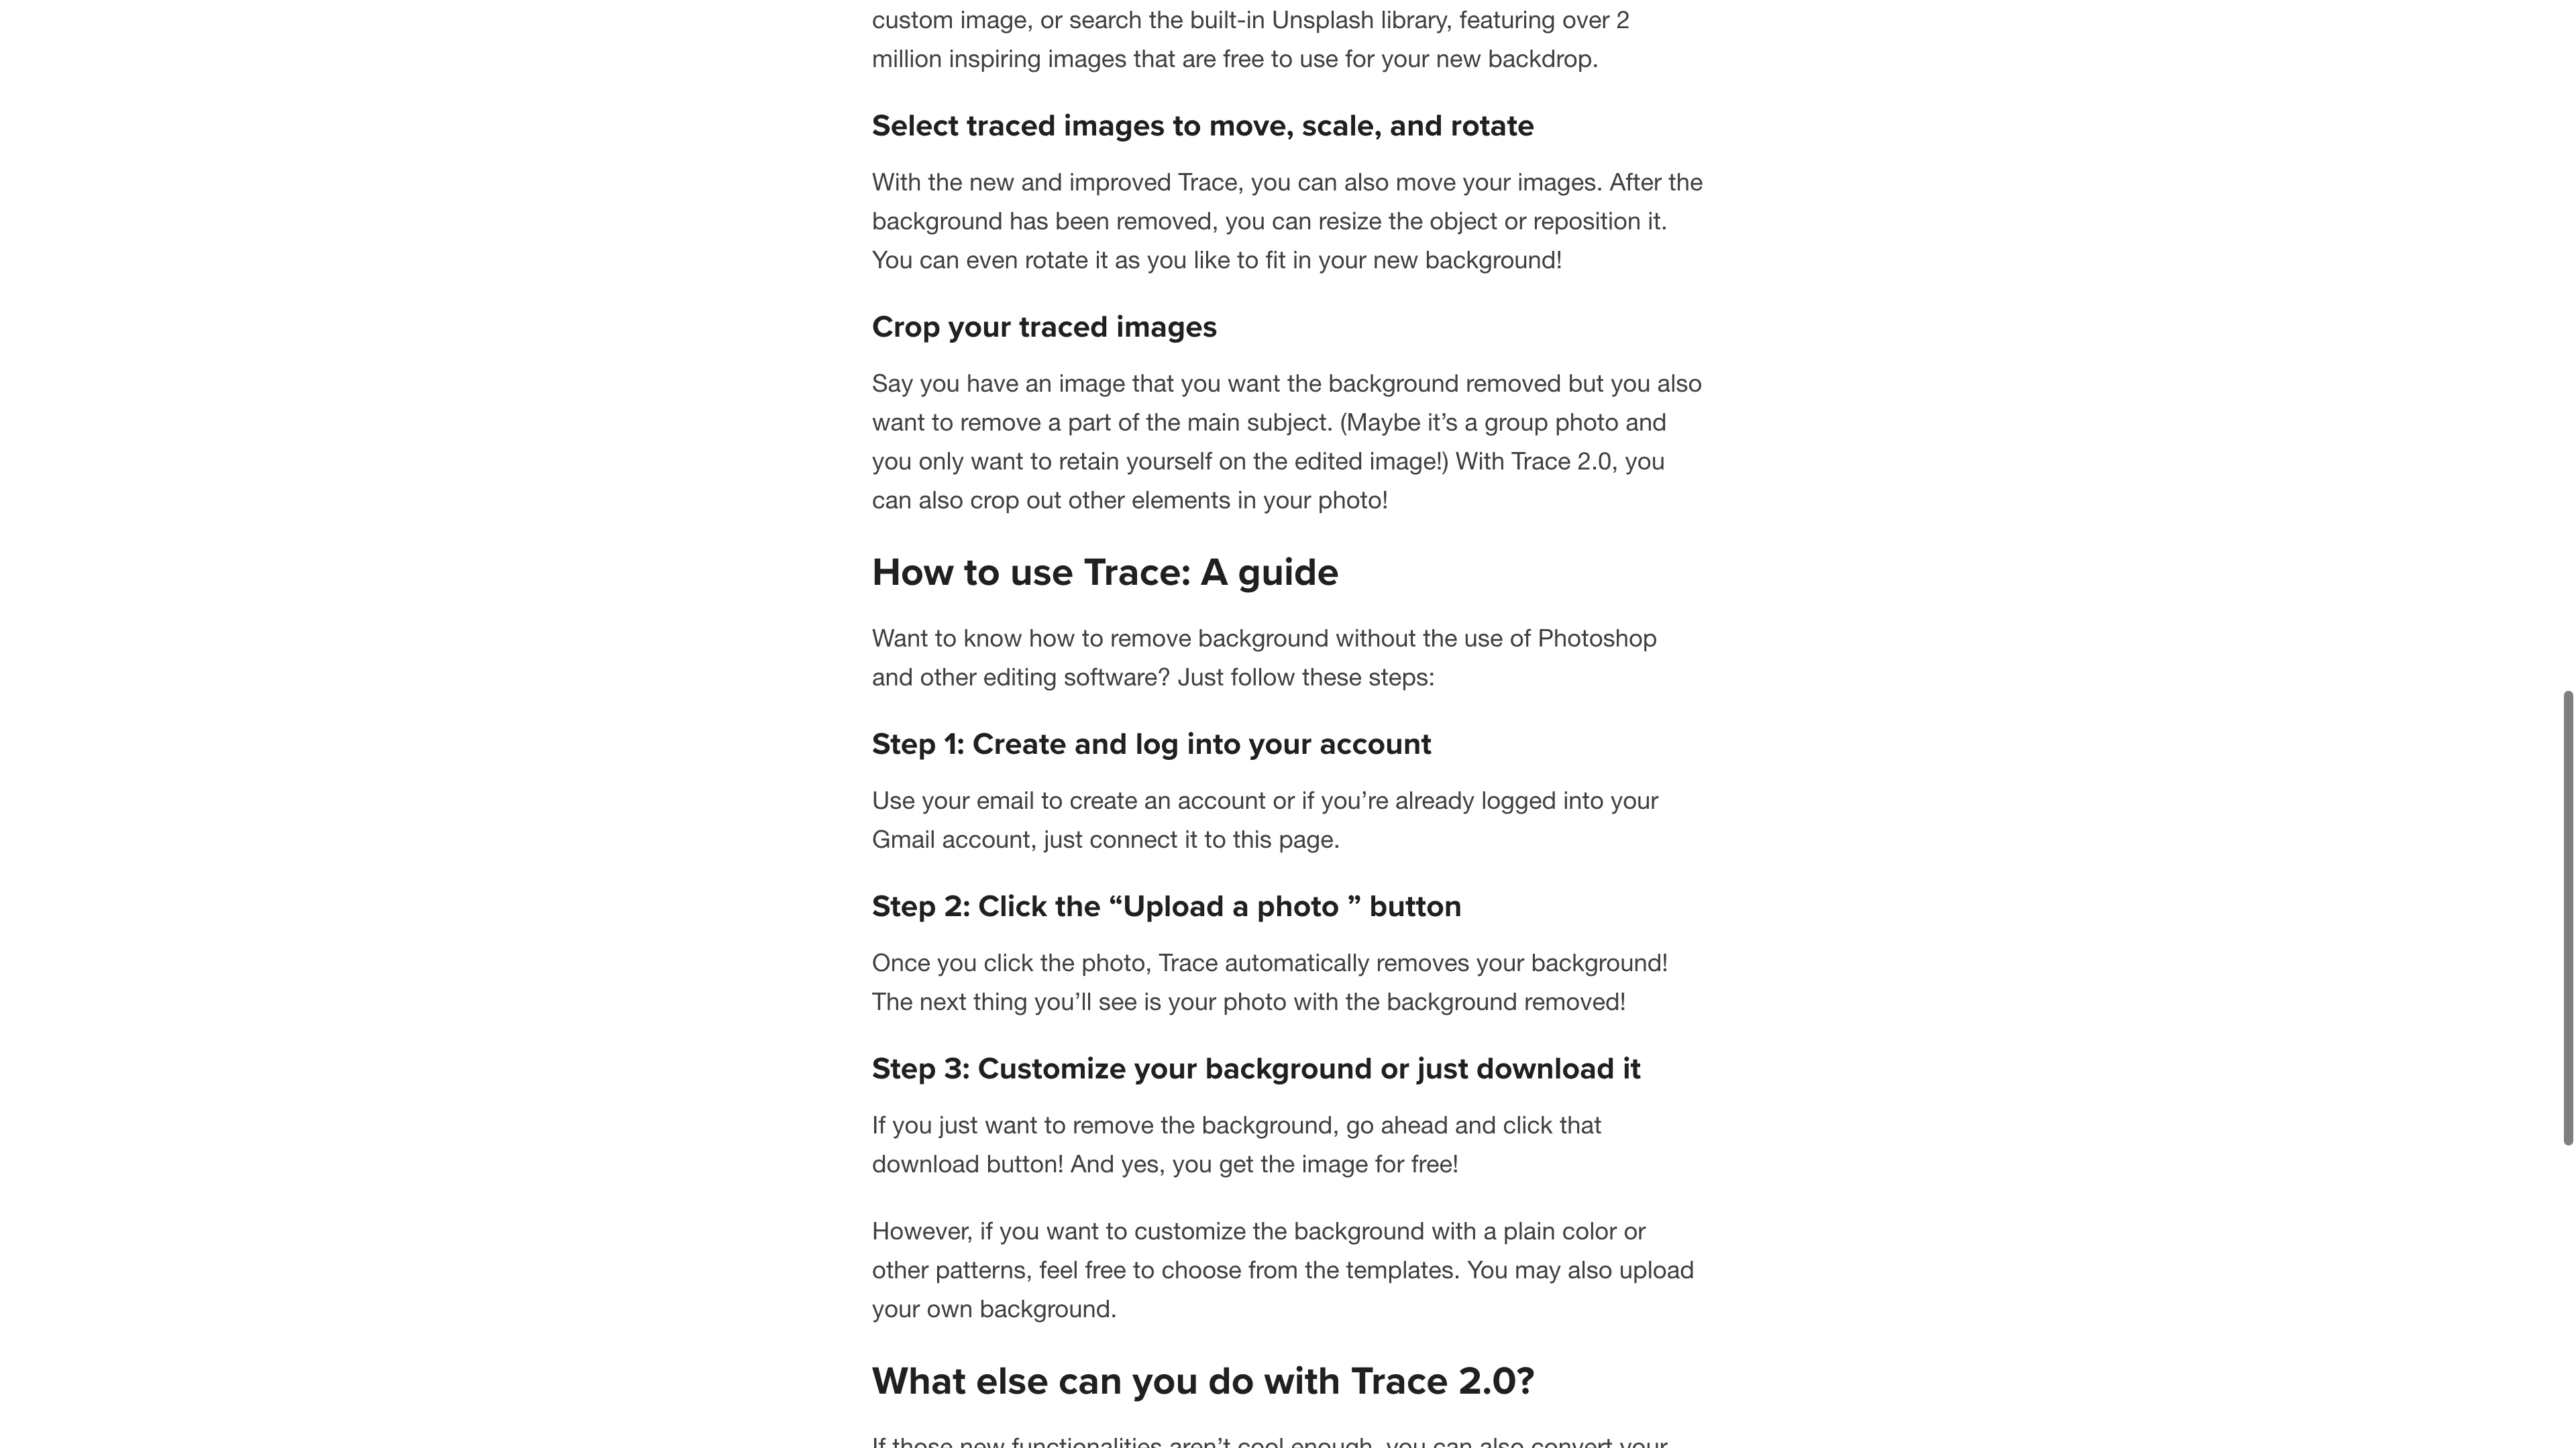 custom image, or search the built-in Unsplash library, featuring over 2
million inspiring images that are free to use for your new backdrop.
Select traced images to move, scale, and rotate
With the new and improved Trace, you can also move your images. After the
background has been removed, you can resize the object or reposition it.
You can even rotate it as you like to fit in your new background!
Crop your traced images
Say you have an image that you want the background removed but you also
want to remove a part of the main subject. (Maybe it’s a group photo and
you only want to retain yourself on the edited image!) With Trace 2.0, you
can also crop out other elements in your photo!
How to use Trace: A guide
Want to know how to remove background without the use of Photoshop
and other editing software? Just follow these steps:
Step 1: Create and log into your account
Use your email to create an account or if you’re already logged into your
Gmail account, just connect it to this page.
Step 2: Click the “Upload a photo ” button
Once you click the photo, Trace automatically removes your background!
The next thing you’ll see is your photo with the background removed!
Step 3: Customize your background or just download it
If you just want to remove the background, go ahead and click that
download button! And yes, you get the image for free!
However, if you want to customize the background with a plain color or
other patterns, feel free to choose from the templates. You may also upload
your own background.
What else can you do with Trace 2.0?
If those new functionalities aren’t cool enough, you can also convert your